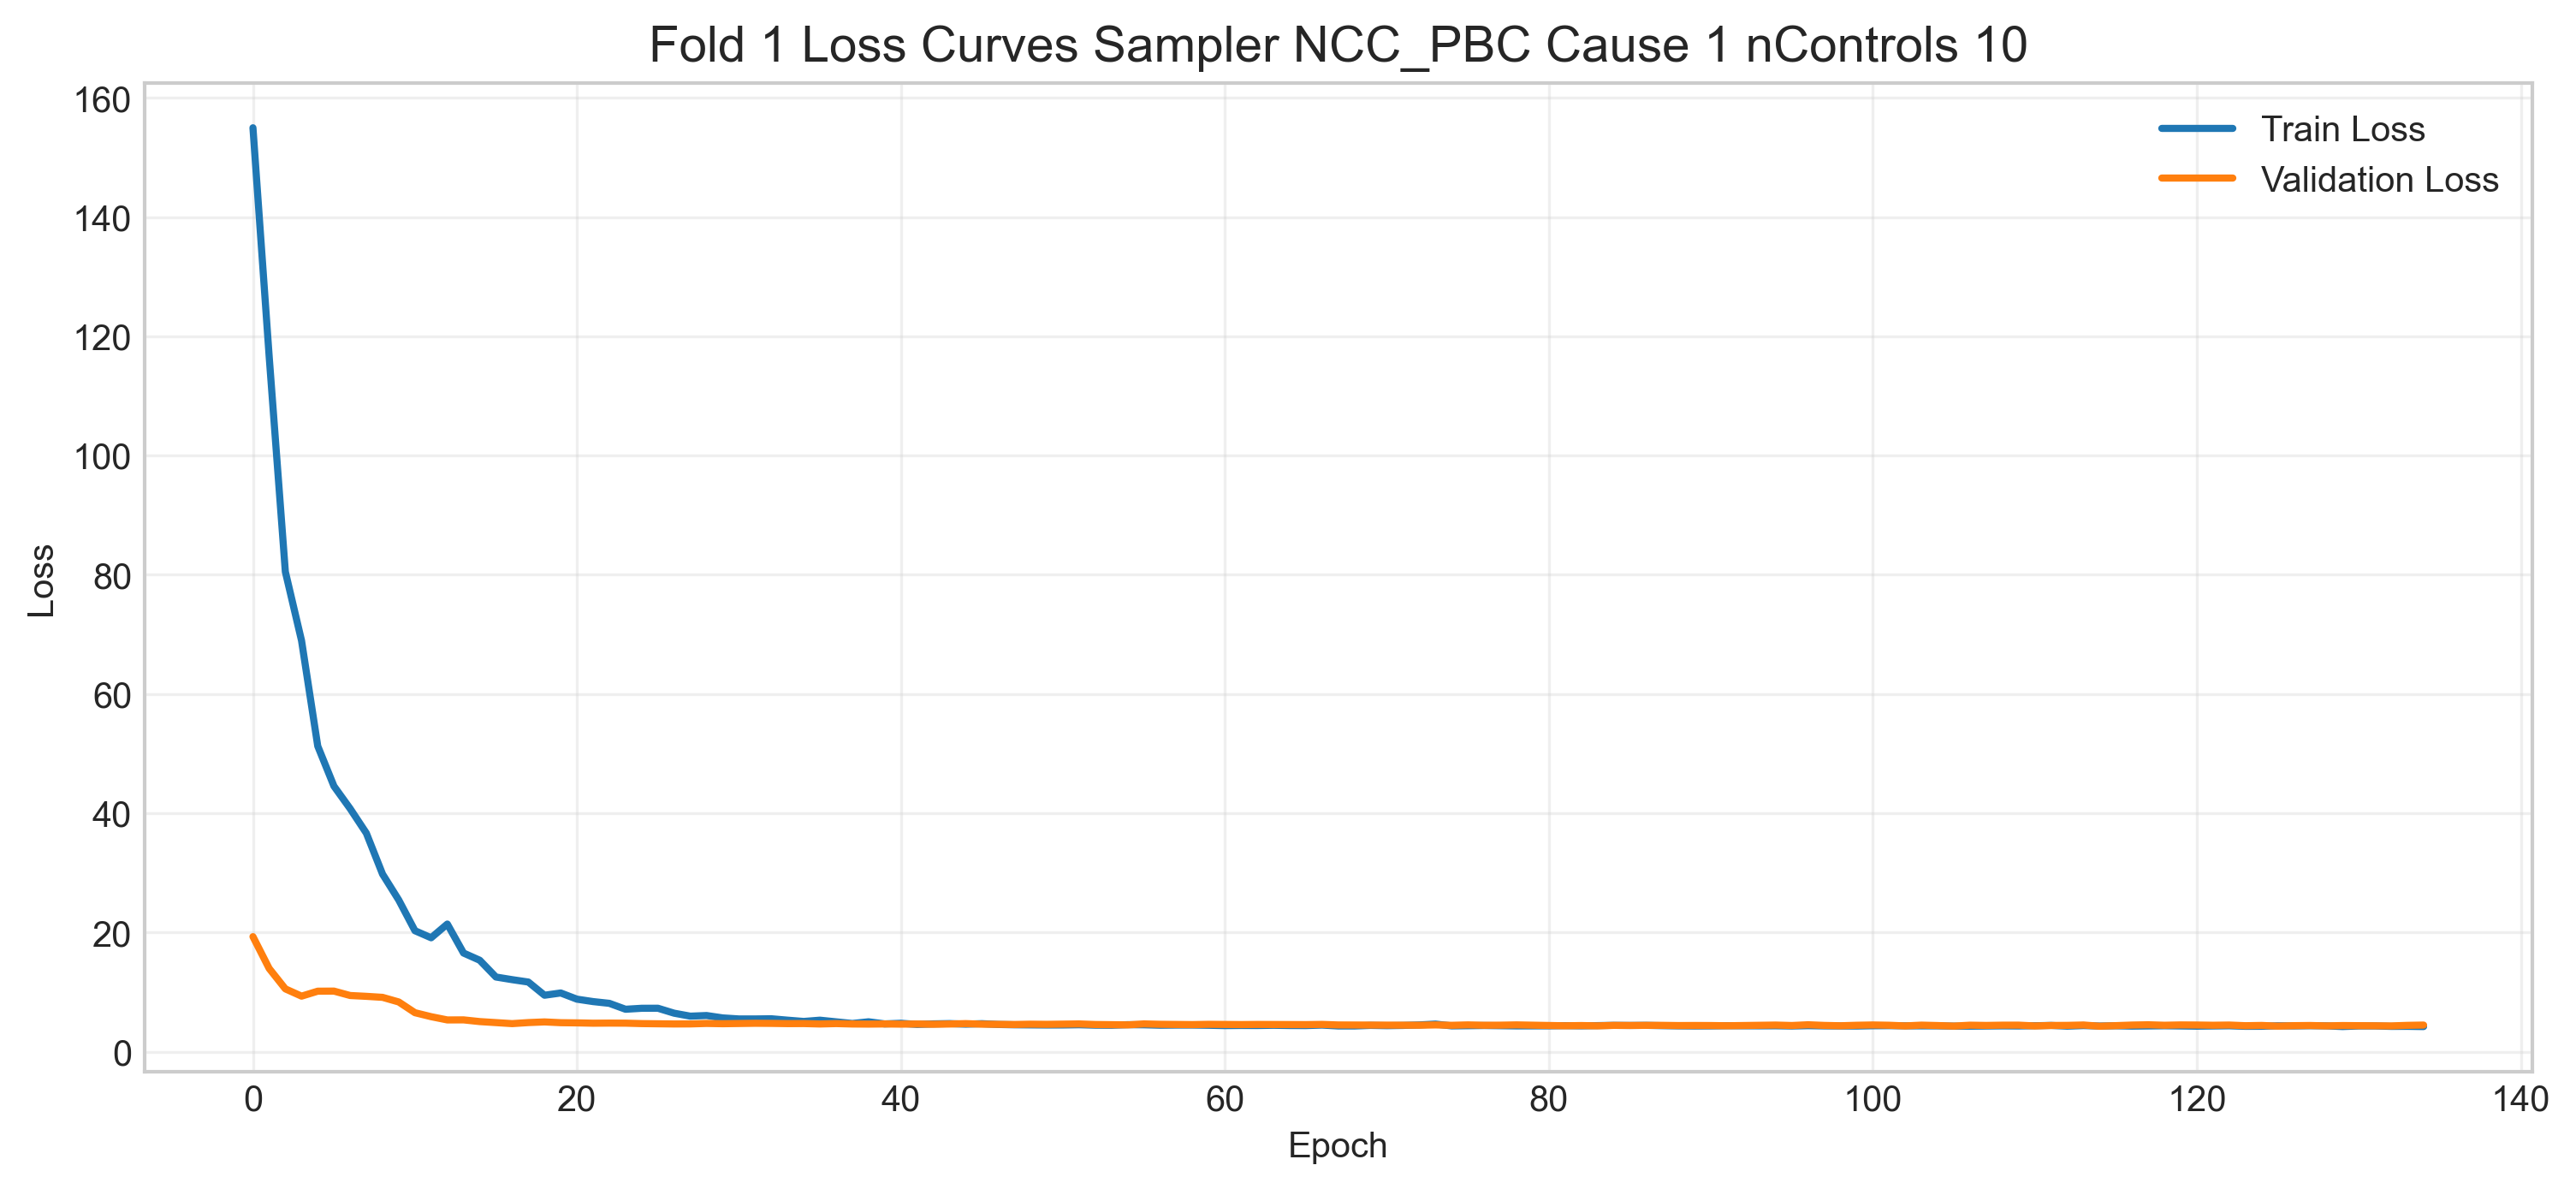 Fold 1 Loss Curves Sampler NCC_PBC Cause 1 nControls 10
Train Loss
Validation Loss
160
140
120
100
80
60
40
20
0
Loss
0 20 40 60 80 100 120 140
Epoch